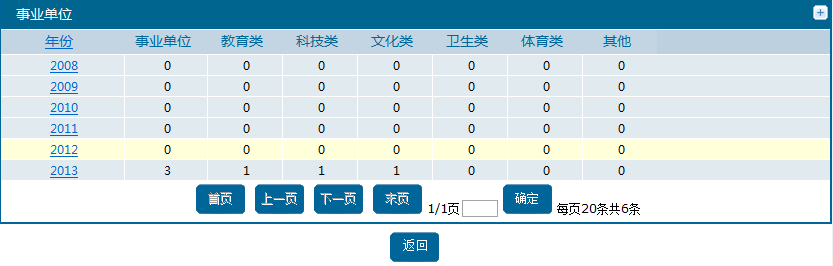 事业单位
年份 事业单位 教育类 科技类 文化类 卫生类 体育类 其他
2008 0 0 0 0 0 0 0
2009 0 0 0 0 0 0 0
2010 0 0 0 0 0 0 0
2011 0 0 0 0 0 0 0
2012 0 0 0 0 0 0 0
2013 3 1 1 1 0 0 0
首页 上一页 下一页 末页 1/1页 确定 每页20条共6条
返回